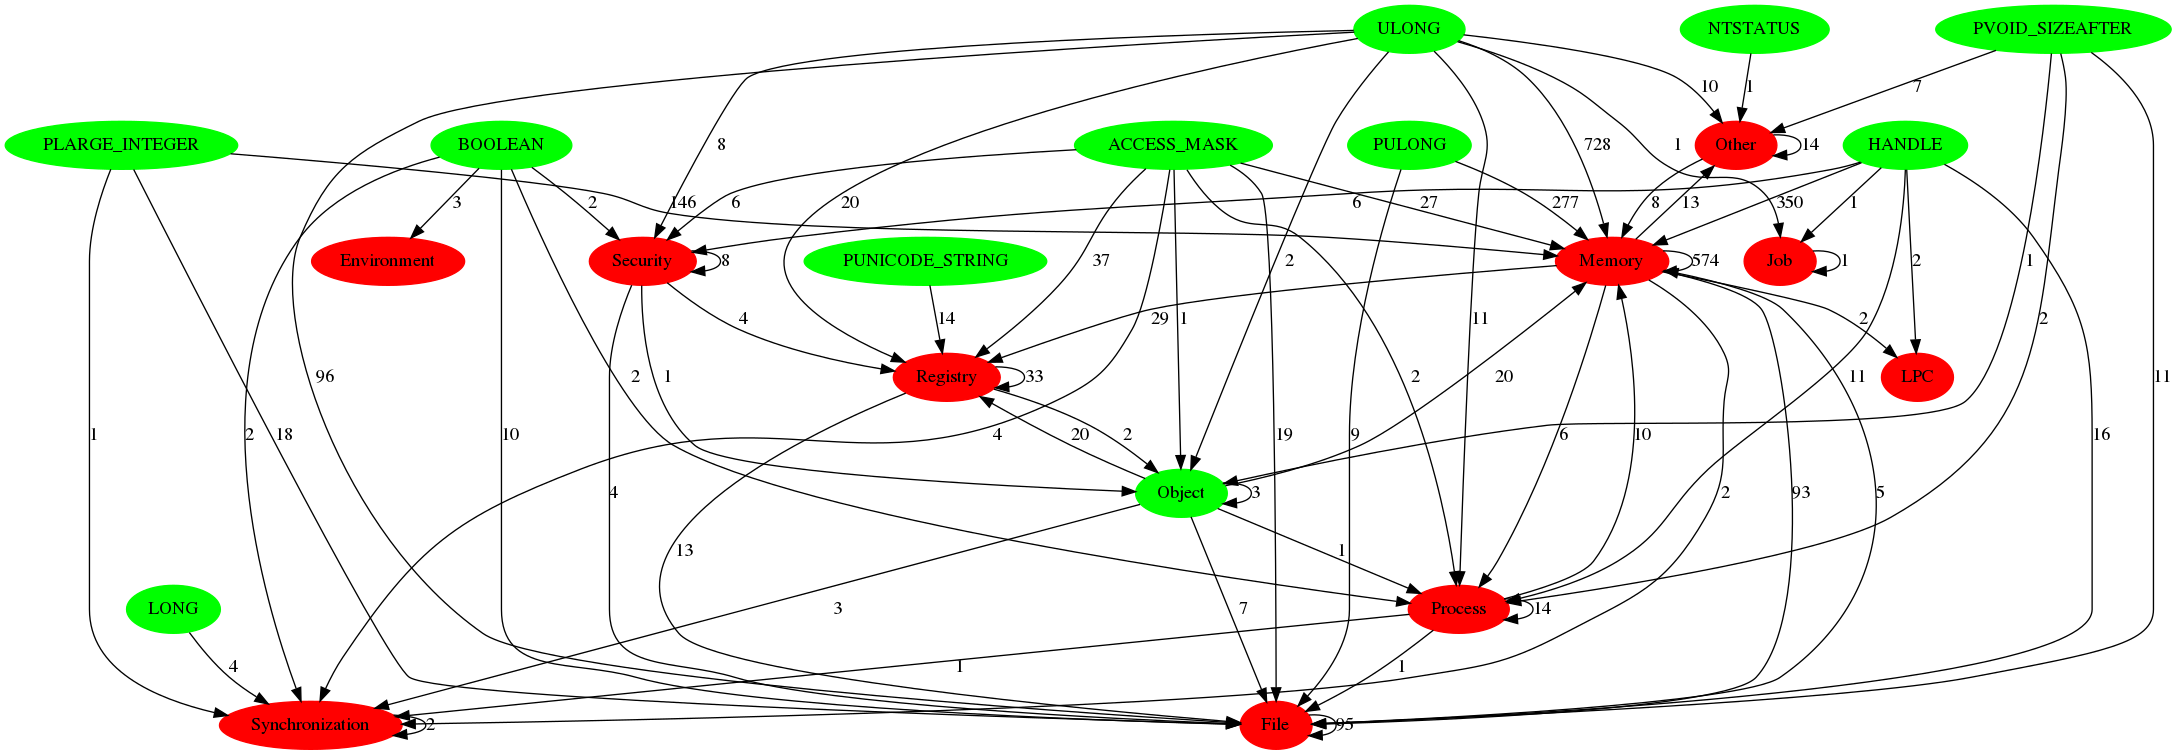 ULONG NTSTATUS PVOID_SIZEAFTER
10 1 7
PLARGE_INTEGER BOOLEAN ACCESS_MASK PULONG Other HANDLE
8 728 1 14
3 2 146 6 20 277 8 13 6 27 350 1
Environment Security PUNICODE_STRING Memory Job
8 37 2 574 1 2 1
4 14 29 1 11 2 2
Registry LPC
96 2 1 33 2 20 11
1 2 18 10 4 20 2 19 9 6 10 16 11
Object
13 4 3 2 93 5
LONG Process
3 7 1 14
4 1 1
Synchronization File
2 95